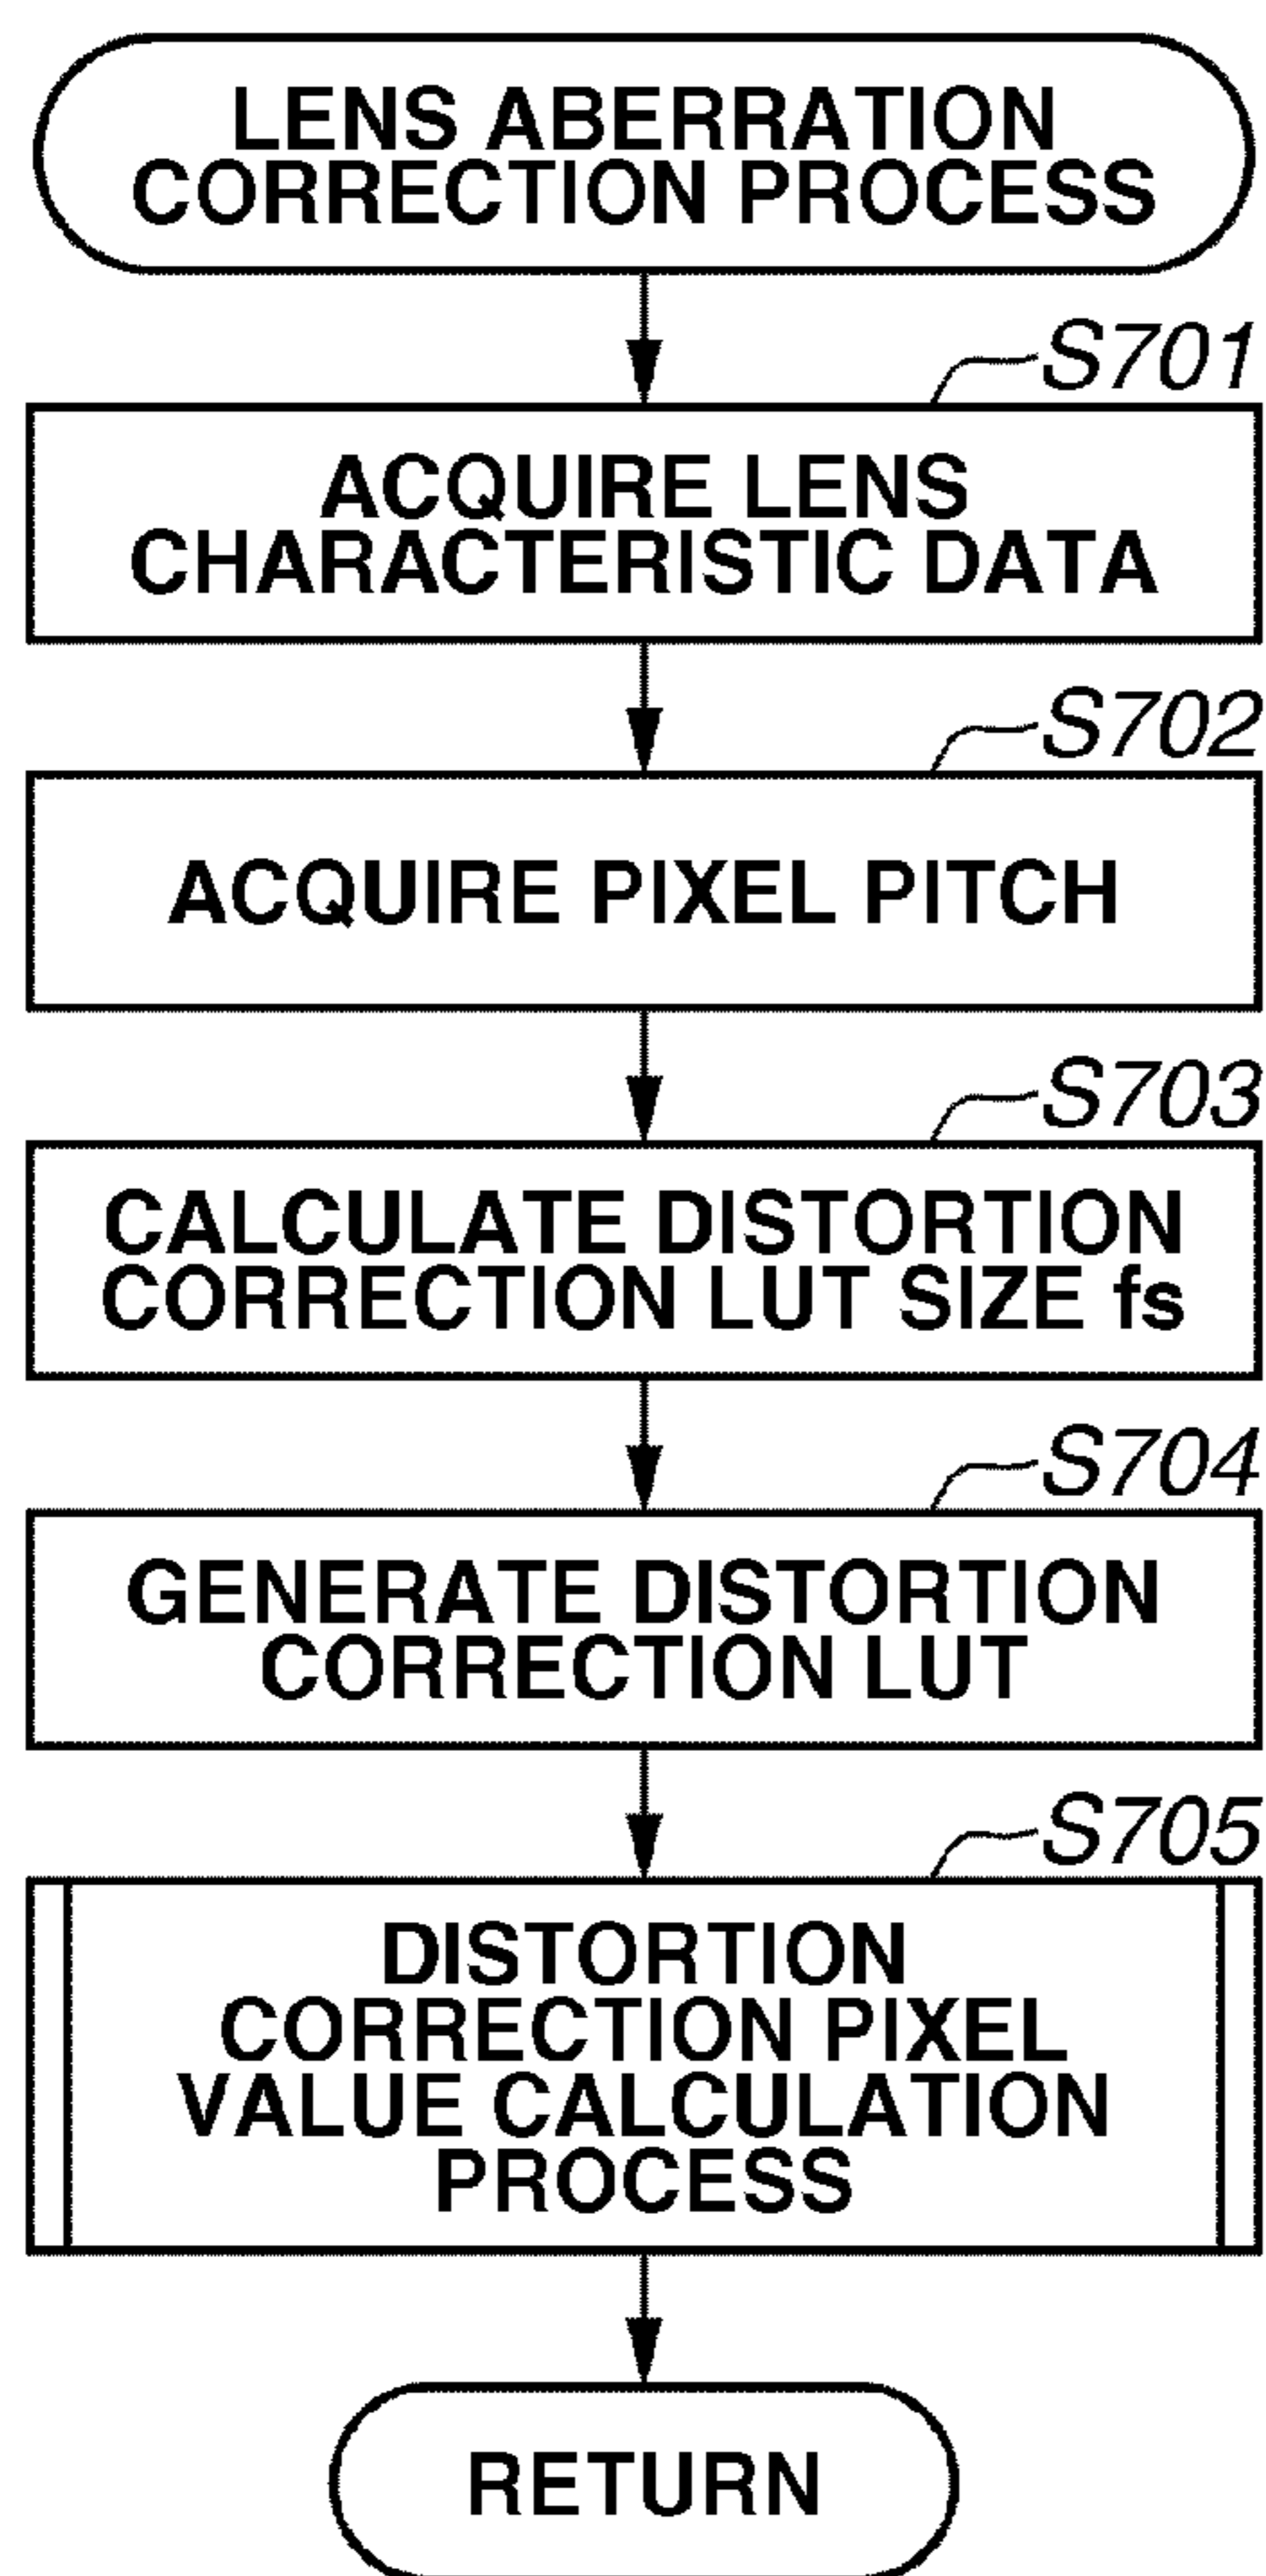 LENS ABERRATION
CORRECTION PROCESS
S701
ACQUIRE LENS
CHARACTERISTIC DATA
S702
ACQUIRE PIXEL PITCH
S703
CALCULATE DISTORTION
CORRECTION LUT SIZE fs
S704
GENERATE DISTORTION
CORRECTION LUT
S705
DISTORTION
CORRECTION PIXEL
VALUE CALCULATION
PROCESS
RETURN